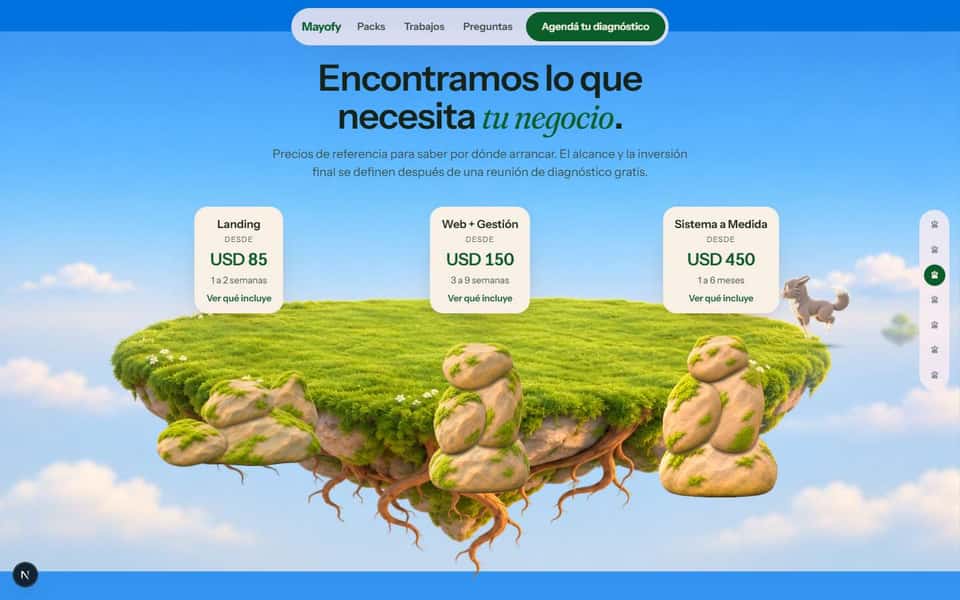 Mayofy Packs Trabajos Preguntas Agendá tu diagnóstico
Encontramos lo que
necesita tu negocio.
Precios de referencia para saber por dónde arrancar. El alcance y la inversión
final se definen después de una reunión de diagnóstico gratis.
Landing
DESDE
USD 85
1 a 2 semanas
Ver qué incluye
Web + Gestión
DESDE
USD 150
3 a 9 semanas
Ver qué incluye
Sistema a Medida
DESDE
USD 450
1 a 6 meses
Ver qué incluye
N